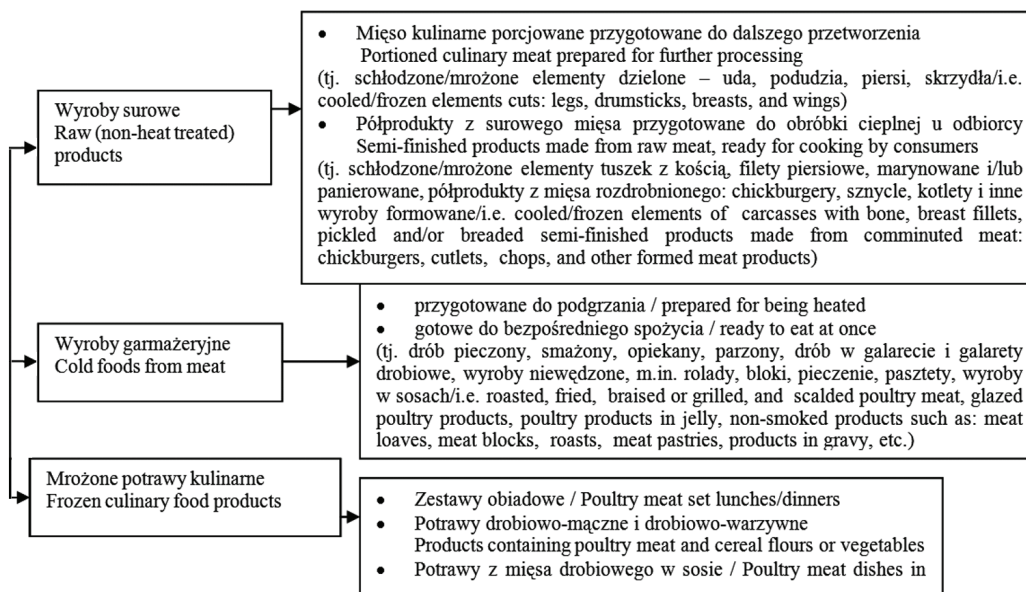 • Mięso kulinarne porcjowane przygotowane do dalszego przetworzenia
Portioned culinary meat prepared for further processing
(tj. schłodzone/mrożone elementy dzielone – uda, podudzia, piersi, skrzydła/i.e.
cooled/frozen elements cuts: legs, drumsticks, breasts, and wings)
• Półprodukty z surowego mięsa przygotowane do obróbki cieplnej u odbiorcy
Semi-finished products made from raw meat, ready for cooking by consumers
(tj. schłodzone/mrożone elementy tuszek z kością, filety piersiowe, marynowane i/lub
panierowane, półprodukty z mięsa rozdrobnionego: chickburgery, sznycle, kotlety i inne
wyroby formowane/i.e. cooled/frozen elements of carcasses with bone, breast fillets,
pickled and/or breaded semi-finished products made from comminuted meat:
chickburgers, cutlets, chops, and other formed meat products)
Wyroby surowe
Raw (non-heat treated)
products
• przygotowane do podgrzania / prepared for being heated
• gotowe do bezpośredniego spożycia / ready to eat at once
(tj. drób pieczony, smażony, opiekany, parzony, drób w galarecie i galarety
drobiowe, wyroby niewędzone, m.in. rolady, bloki, pieczenie, pasztety, wyroby
w sosach/i.e. roasted, fried, braised or grilled, and scalded poultry meat, glazed
poultry products, poultry products in jelly, non-smoked products such as: meat
loaves, meat blocks, roasts, meat pastries, products in gravy, etc.)
Wyroby garmażeryjne
Cold foods from meat
Mrożone potrawy kulinarne
Frozen culinary food products
• Zestawy obiadowe / Poultry meat set lunches/dinners
• Potrawy drobiowo-mączne i drobiowo-warzywne
Products containing poultry meat and cereal flours or vegetables
• Potrawy z mięsa drobiowego w sosie / Poultry meat dishes in